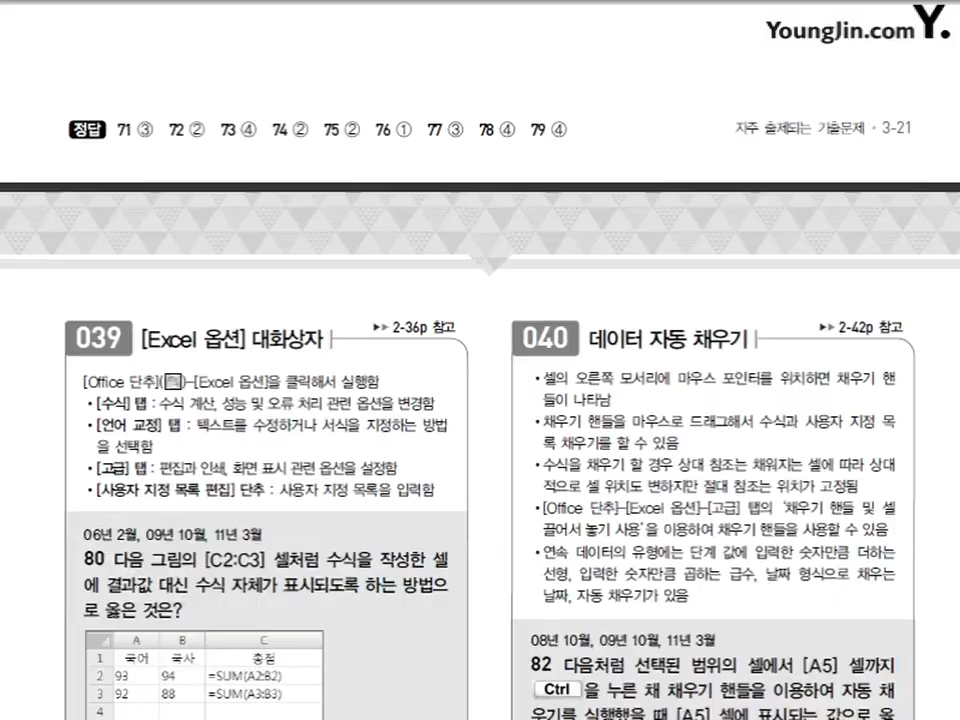 YoungJin.com Y.
정답 71 ③ 72 ② 73 ④ 74 ② 75 ② 76 ① 77 ③ 78 ④ 79 ④
자주 출제되는 기출문제 · 3-21
039 [Excel 옵션] 대화상자 ▶▶ 2-36p 참고
[Office 단추]()-[Excel 옵션]을 클릭해서 실행함
• [수식] 탭 : 수식 계산, 성능 및 오류 처리 관련 옵션을 변경함
• [언어 교정] 탭 : 텍스트를 수정하거나 서식을 지정하는 방법
을 선택함
• [고급] 탭 : 편집과 인쇄, 화면 표시 관련 옵션을 설정함
• [사용자 지정 목록 편집] 단추 : 사용자 지정 목록을 입력함
06년 2월, 09년 10월, 11년 3월
80 다음 그림의 [C2:C3] 셀처럼 수식을 작성한 셀
에 결과값 대신 수식 자체가 표시되도록 하는 방법으
로 옳은 것은?
A B C
1 국어 국사 총점
2 93 94 =SUM(A2:B2)
3 92 88 =SUM(A3:B3)
4
040 데이터 자동 채우기 ▶▶ 2-42p 참고
• 셀의 오른쪽 모서리에 마우스 포인터를 위치하면 채우기 핸
들이 나타남
• 채우기 핸들을 마우스로 드래그해서 수식과 사용자 지정 목
록 채우기를 할 수 있음
• 수식을 채우기 할 경우 상대 참조는 채워지는 셀에 따라 상대
적으로 셀 위치도 변하지만 절대 참조는 위치가 고정됨
• [Office 단추]-[Excel 옵션]-[고급] 탭의 '채우기 핸들 및 셀
끌어서 놓기 사용'을 이용하여 채우기 핸들을 사용할 수 있음
• 연속 데이터의 유형에는 단계 값에 입력한 숫자만큼 더하는
선형, 입력한 숫자만큼 곱하는 급수, 날짜 형식으로 채우는
날짜, 자동 채우기가 있음
08년 10월, 09년 10월, 11년 3월
82 다음처럼 선택된 범위의 셀에서 [A5] 셀까지
Ctrl 을 누른 채 채우기 핸들을 이용하여 자동 채
우기를 실행했을 때 [A5] 셀에 표시되는 값으로 옳